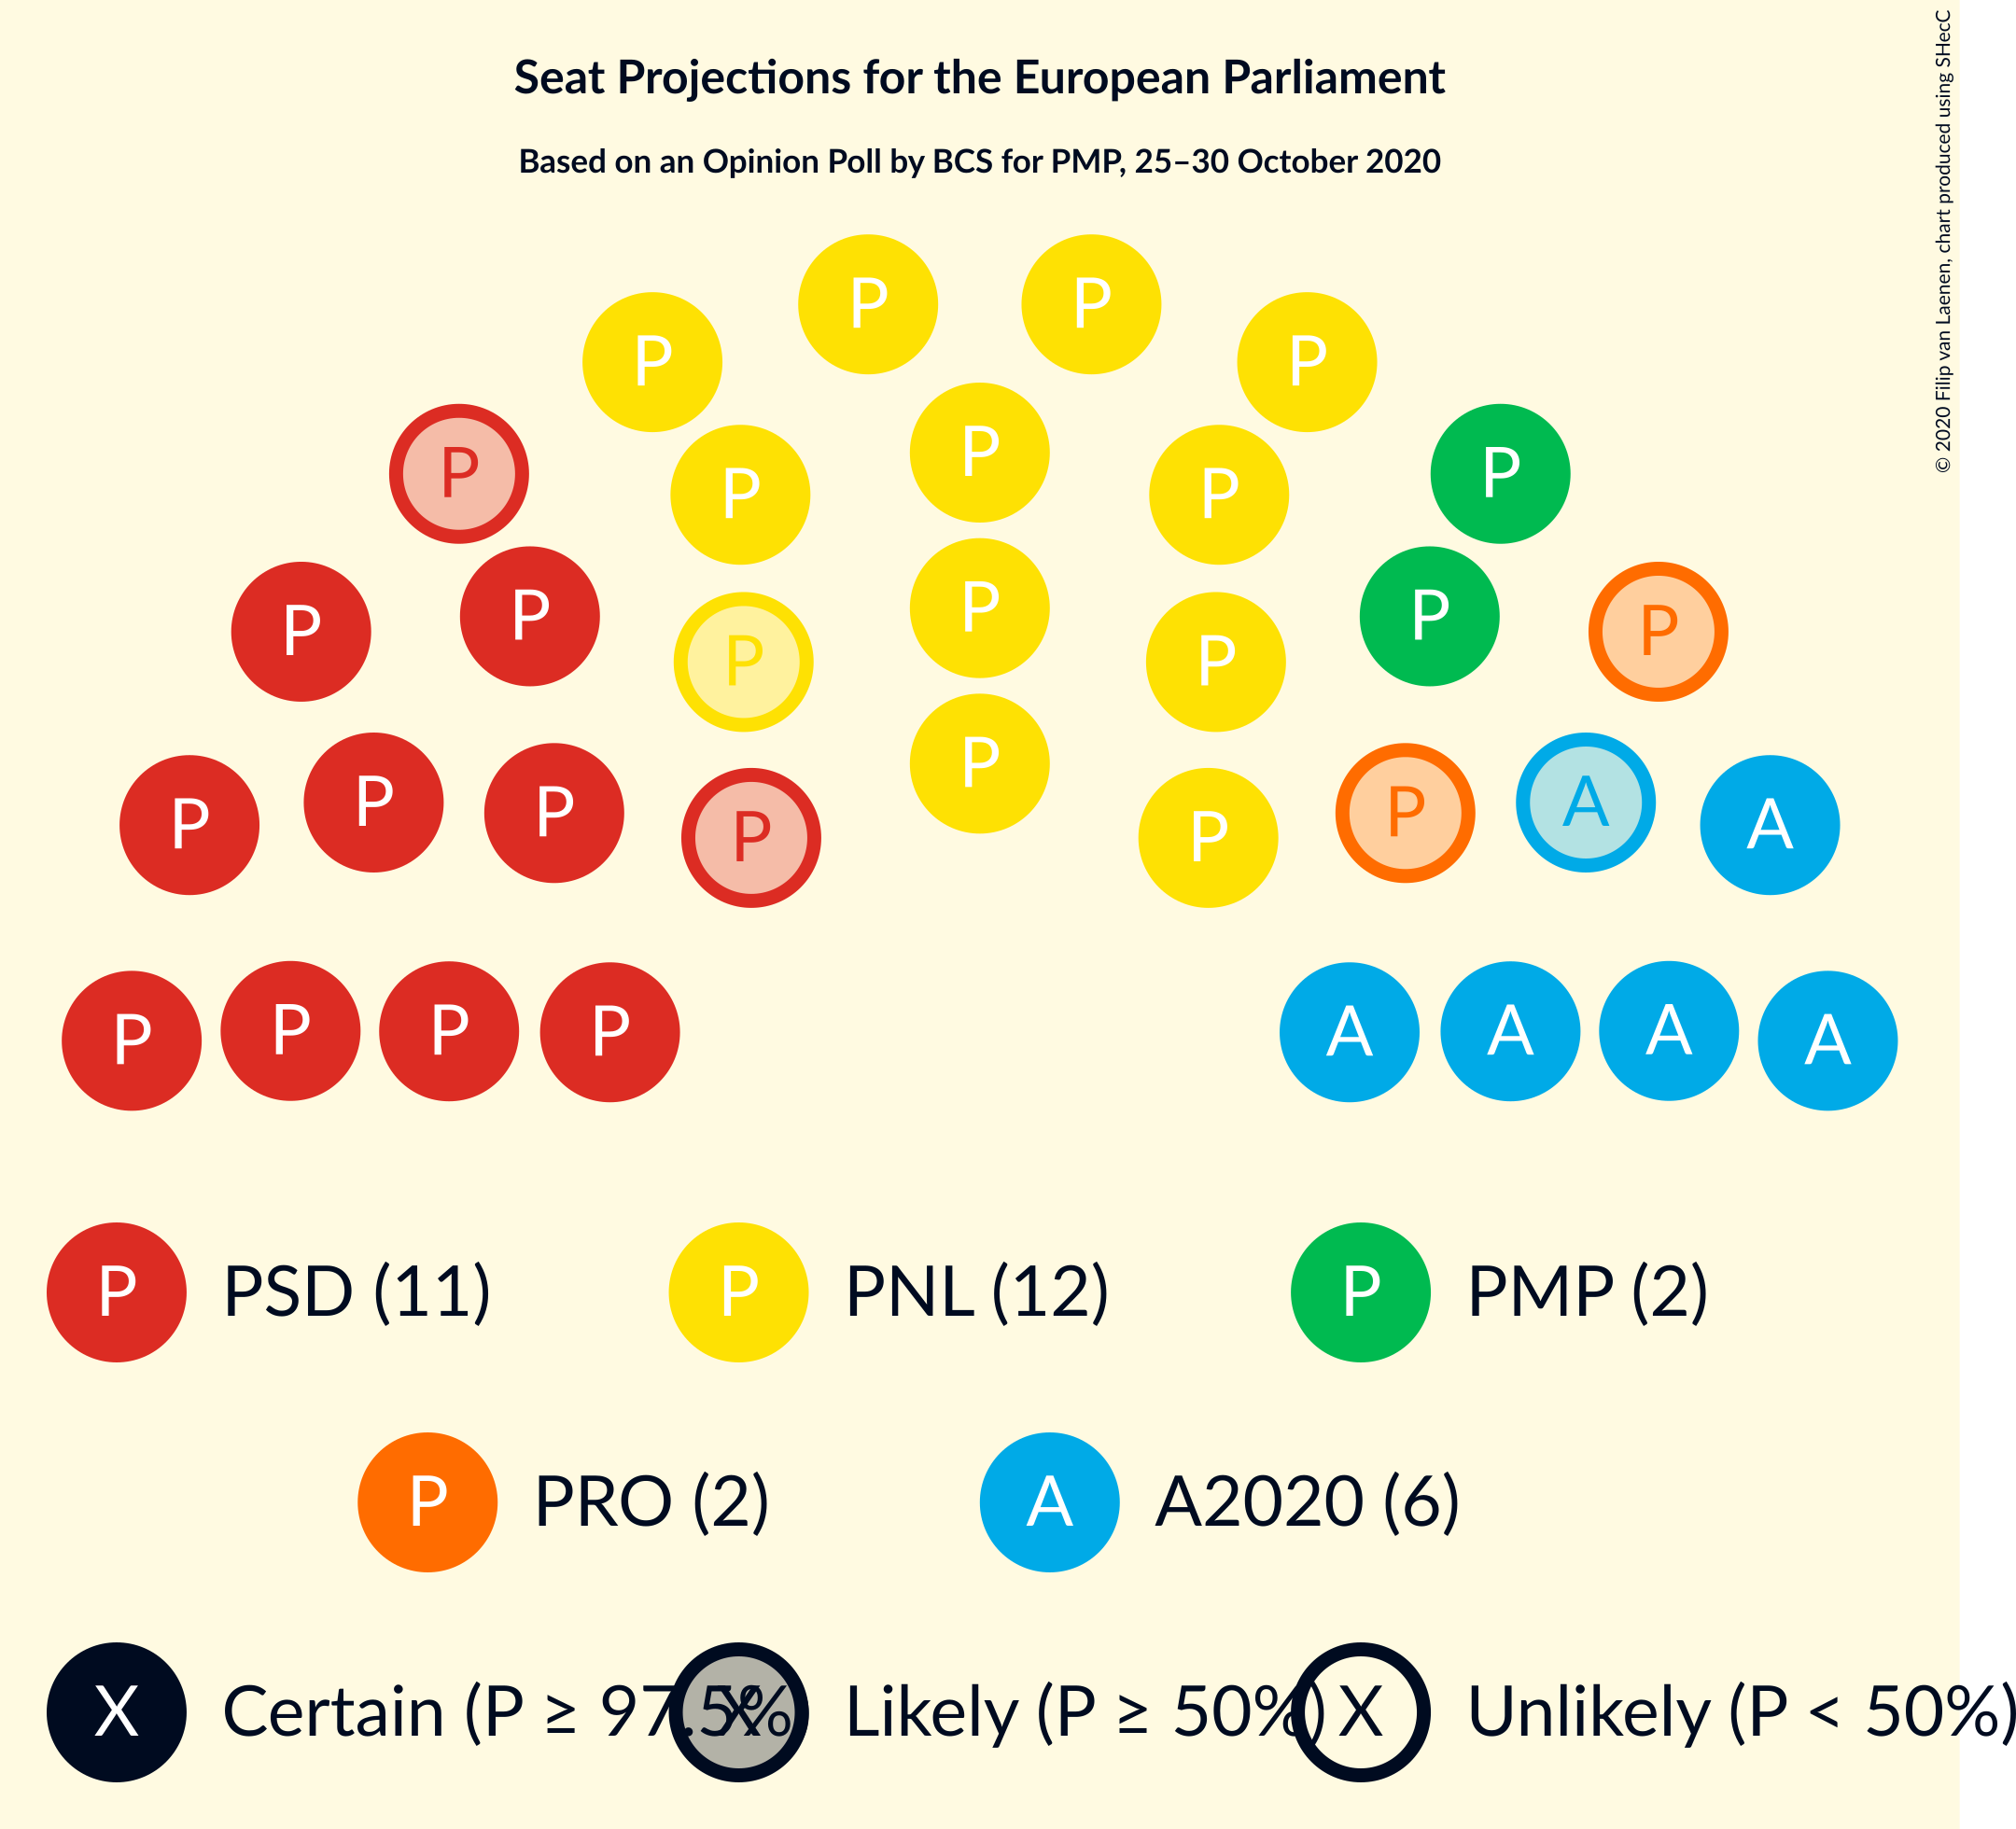 Seat Projections for the European Parliament
Based on an Opinion Poll by BCS for PMP, 25–30 October 2020
© 2020 Filip van Laenen, chart produced using SHecC
P P
P P
P
P P
P P
P P
P P
P P
P P
P P
P P P
P P A A
P P
P P P P A A A A
P PSD (11) P PNL (12) P PMP (2)
P PRO (2) A A2020 (6)
X Certain (P ≥ 97.5% X Likely (P ≥ 50%) X Unlikely (P < 50%)